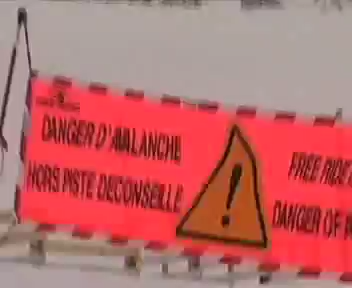 DANGER D'AVALANCHE
HORS PISTE DECONSEILLE
!
FREE RIDE
DANGER OF